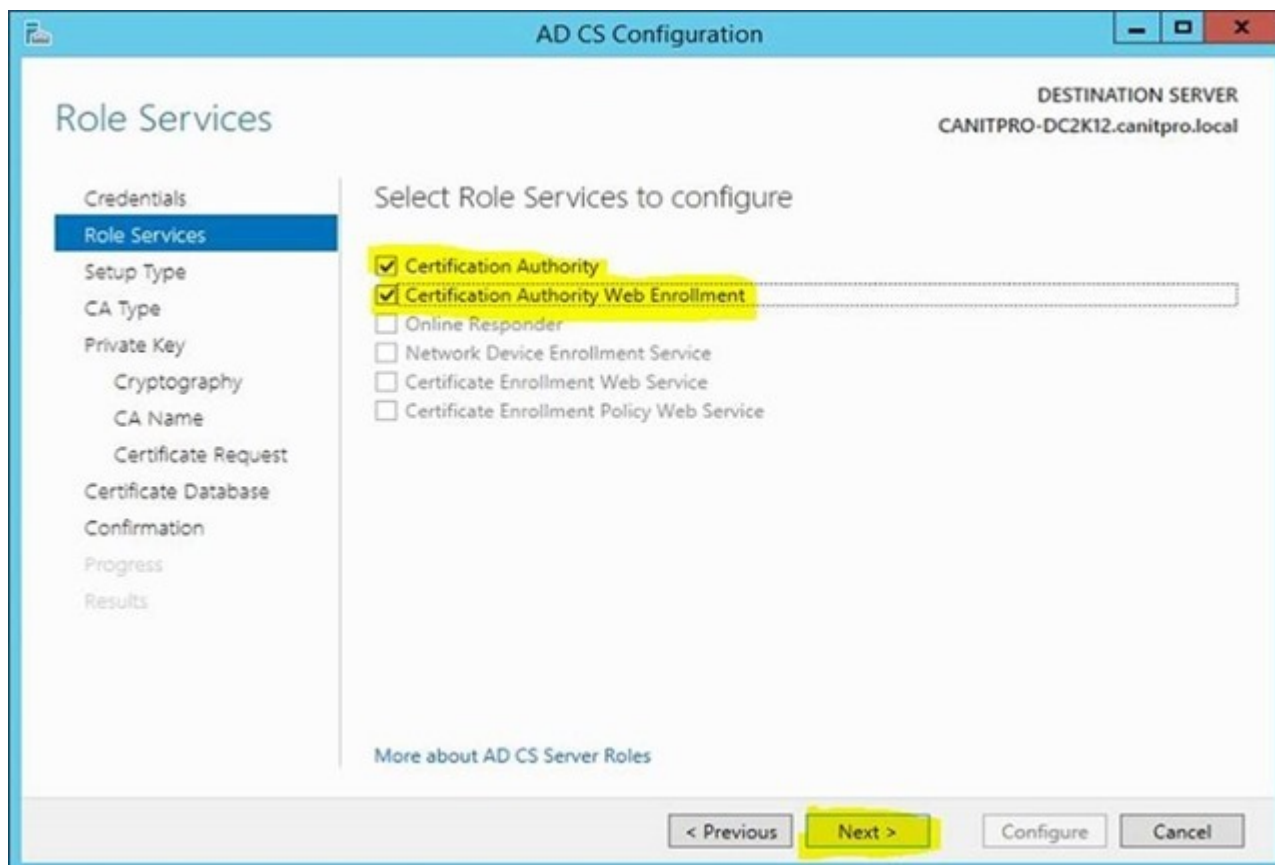 AD CS Configuration
Role Services
DESTINATION SERVER
CANITPRO-DC2K12.canitpro.local
Credentials
Role Services
Setup Type
CA Type
Private Key
Cryptography
CA Name
Certificate Request
Certificate Database
Confirmation
Progress
Results
Select Role Services to configure
Certification Authority
Certification Authority Web Enrollment
Online Responder
Network Device Enrollment Service
Certificate Enrollment Web Service
Certificate Enrollment Policy Web Service
More about AD CS Server Roles
< Previous
Next >
Configure
Cancel